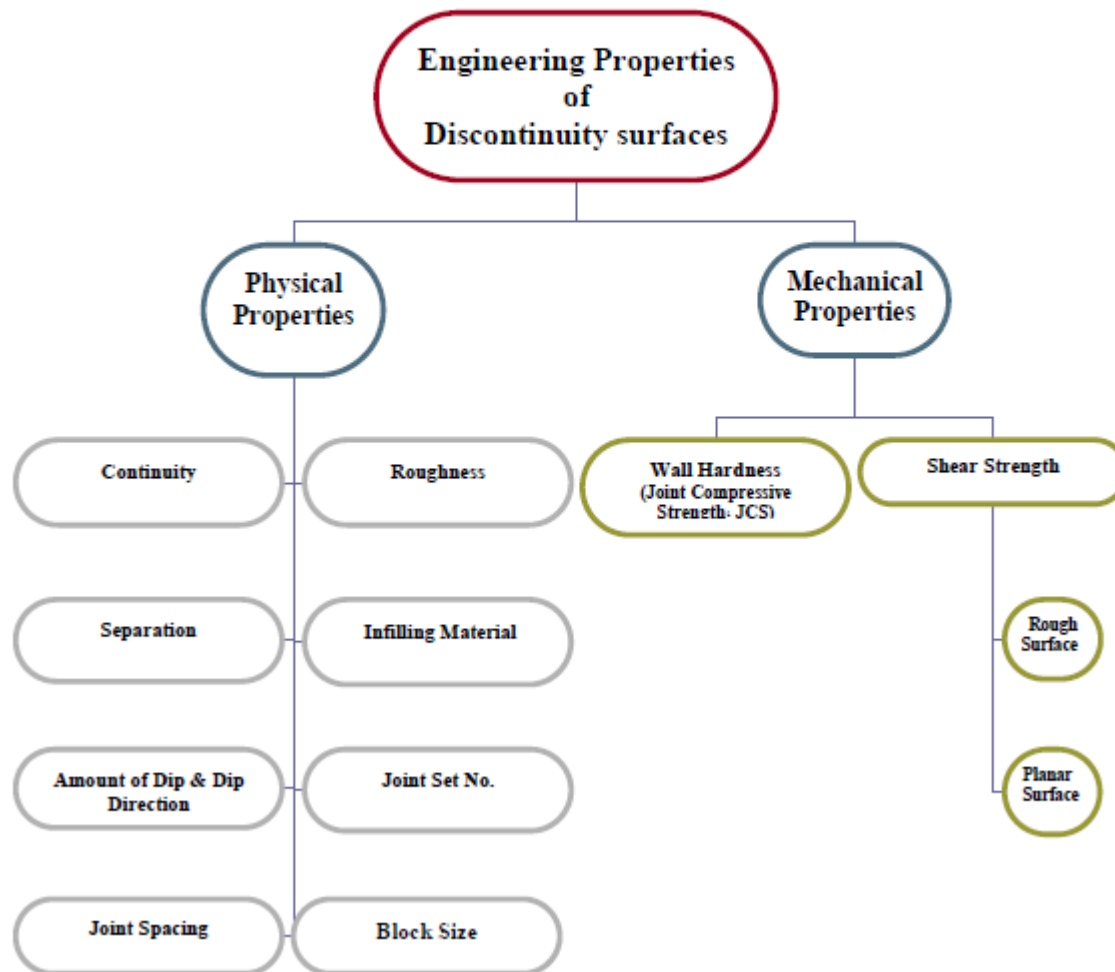 Engineering Properties
of
Discontinuity surfaces
Physical
Properties
Mechanical
Properties
Continuity
Roughness
Wall Hardness
(Joint Compressive
Strength; JCS)
Shear Strength
Separation
Infilling Material
Rough
Surface
Amount of Dip & Dip
Direction
Joint Set No.
Planar
Surface
Joint Spacing
Block Size